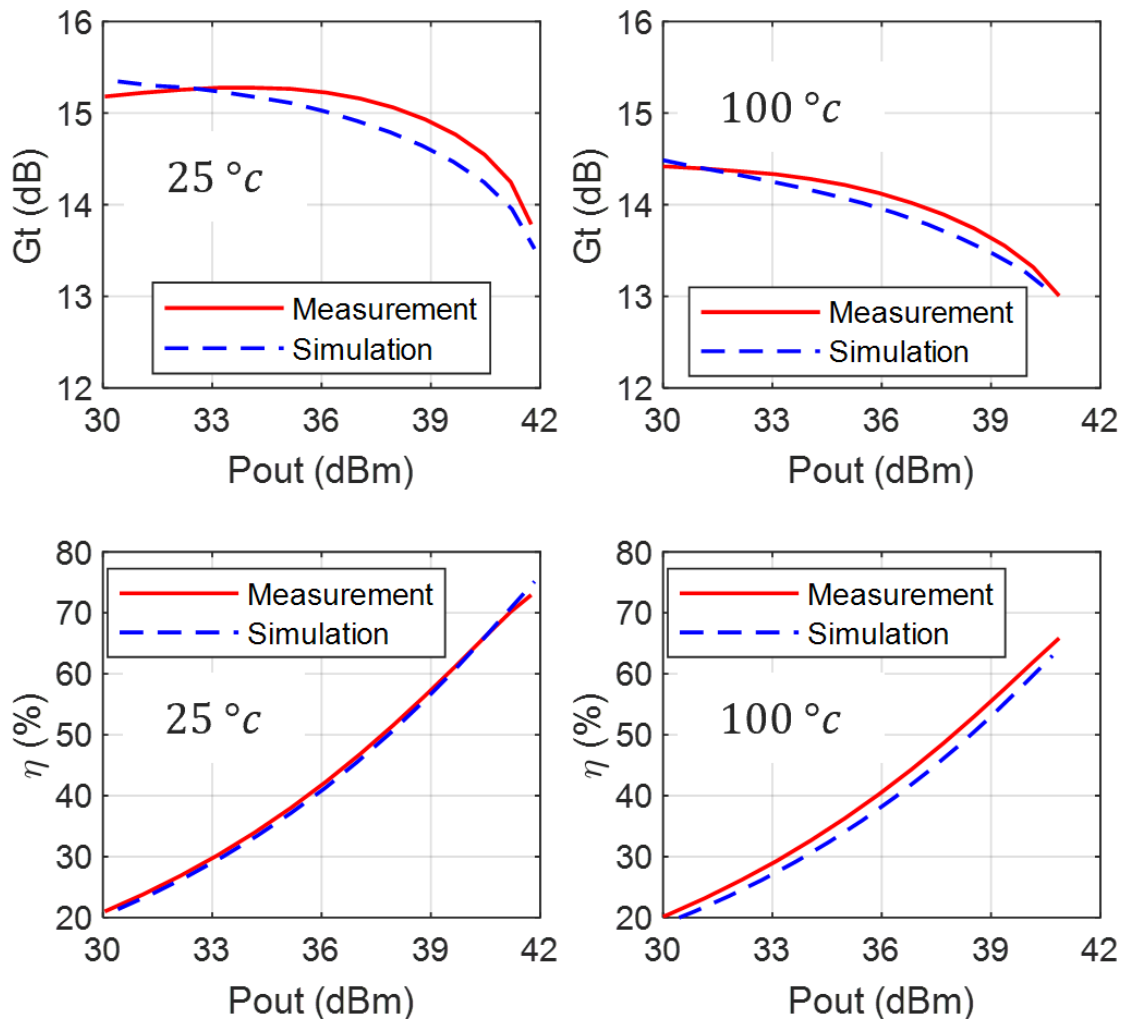 16
15
14
13
12
Gt (dB)
25 °c
Measurement
Simulation
30 33 36 39 42
Pout (dBm)
16
15
14
13
12
Gt (dB)
100 °c
Measurement
Simulation
30 33 36 39 42
Pout (dBm)
80
70
60
50
40
30
20
η (%)
Measurement
Simulation
25 °c
30 33 36 39 42
Pout (dBm)
80
70
60
50
40
30
20
η (%)
Measurement
Simulation
100 °c
30 33 36 39 42
Pout (dBm)